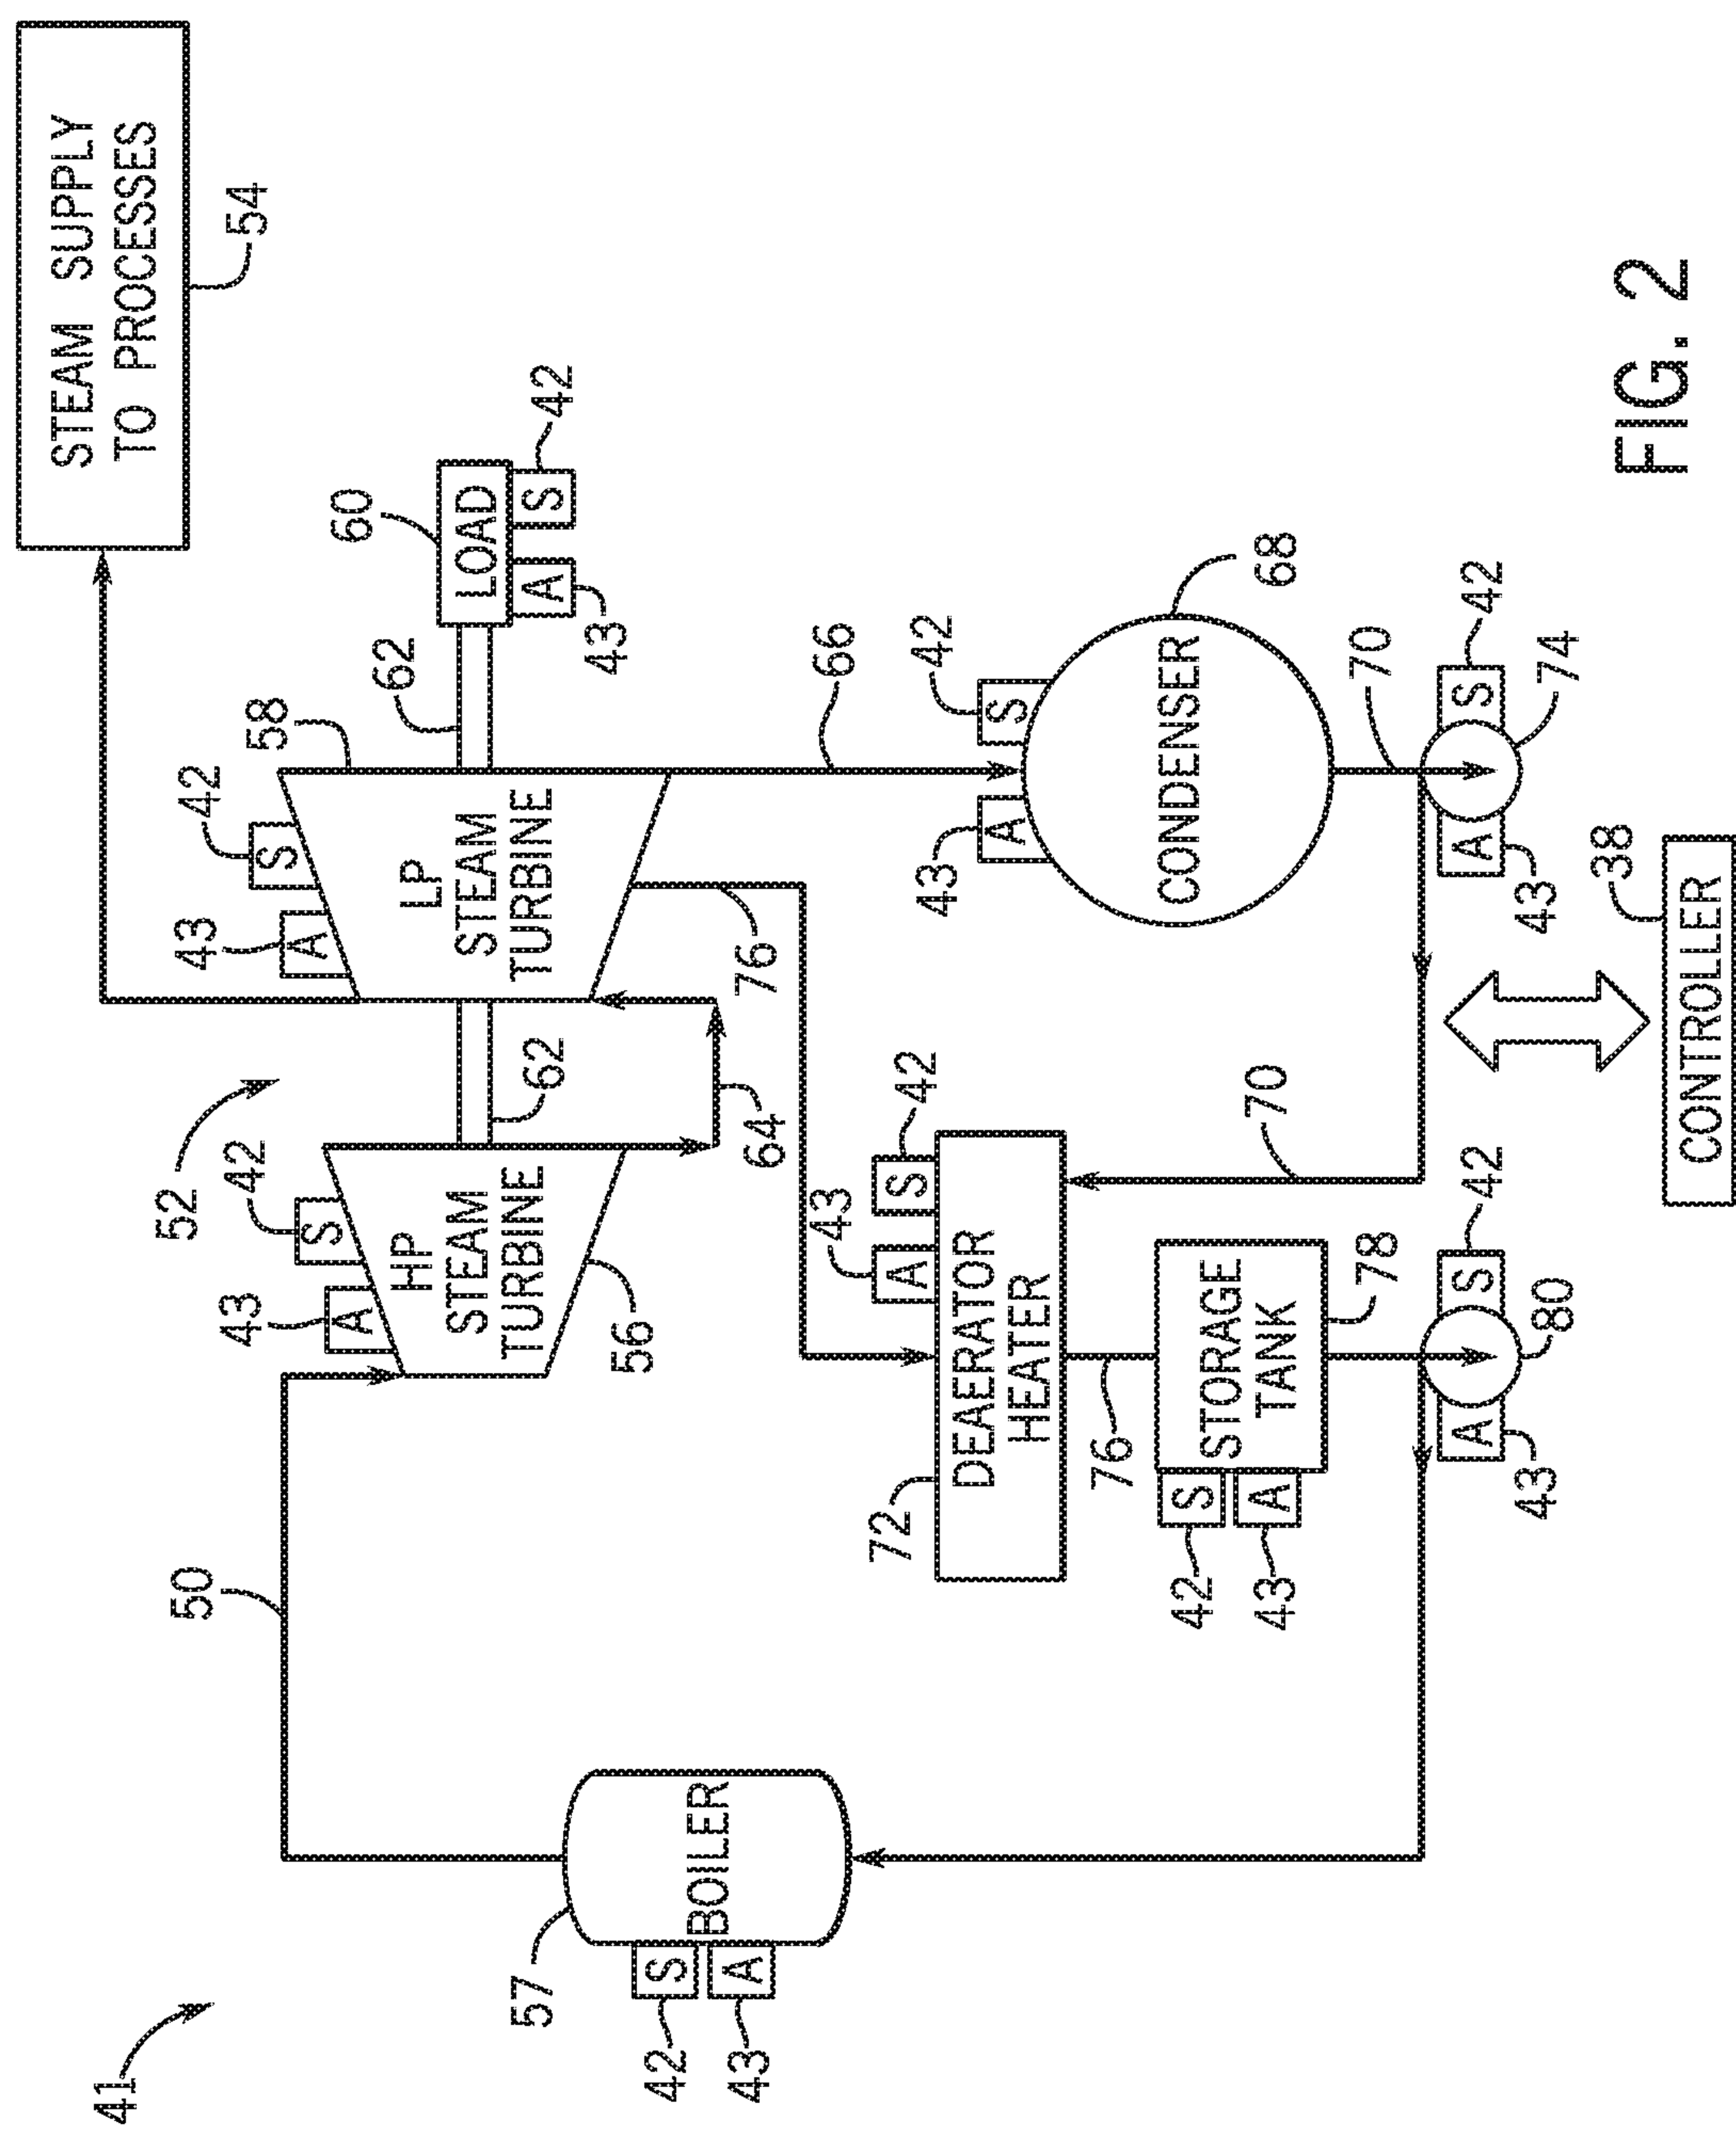 41
50
57
BOILER
S
42
A
43
52
43
A
42
S
HP
STEAM
TURBINE
56
62
64
43
A
42
S
LP
STEAM
TURBINE
58
62
60
LOAD
A
43
S
42
STEAM SUPPLY
TO PROCESSES
54
76
66
72
DEAERATOR
HEATER
43
A
42
S
43
A
42
S
CONDENSER
68
76
STORAGE
TANK
78
S
42
A
43
70
70
A
43
S
42
80
A
43
S
42
74
CONTROLLER
38
FIG. 2